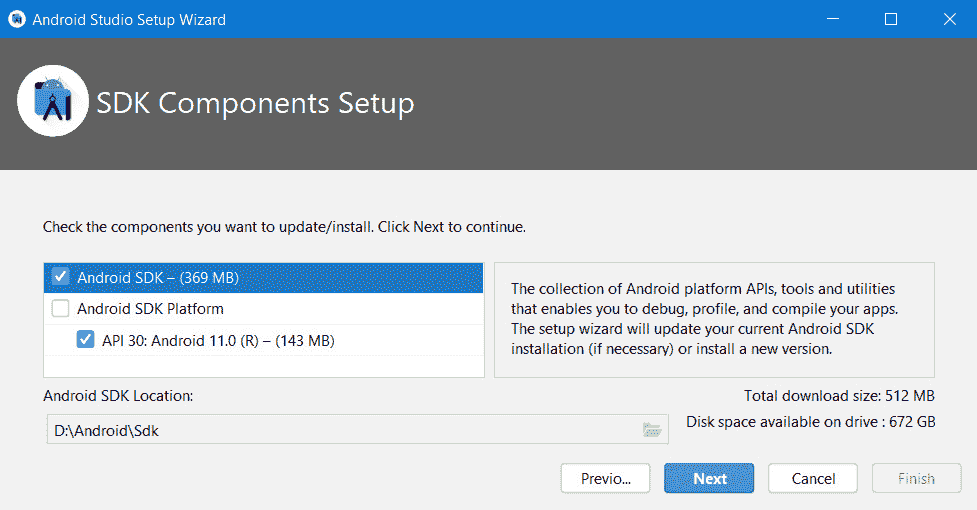 Android Studio Setup Wizard
SDK Components Setup
Check the components you want to update/install. Click Next to continue.
Android SDK – (369 MB)
Android SDK Platform
API 30: Android 11.0 (R) – (143 MB)
The collection of Android platform APIs, tools and utilities
that enables you to debug, profile, and compile your apps.
The setup wizard will update your current Android SDK
installation (if necessary) or install a new version.
Android SDK Location:
Total download size: 512 MB
D:\Android\Sdk
Disk space available on drive : 672 GB
Previo... Next Cancel Finish